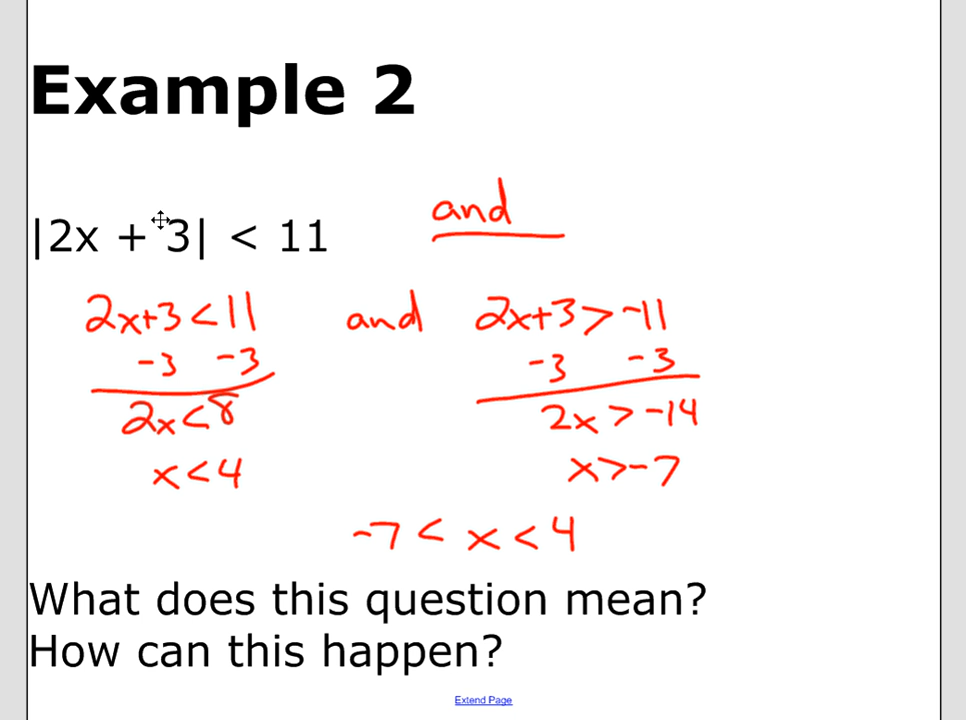 Example 2
and
|2x + 3| < 11
2x+3<11 and 2x+3>-11
-3 -3 -3 -3
2x<8 2x>-14
x<4 x>-7
-7< x<4
What does this question mean?
How can this happen?
Extend Page